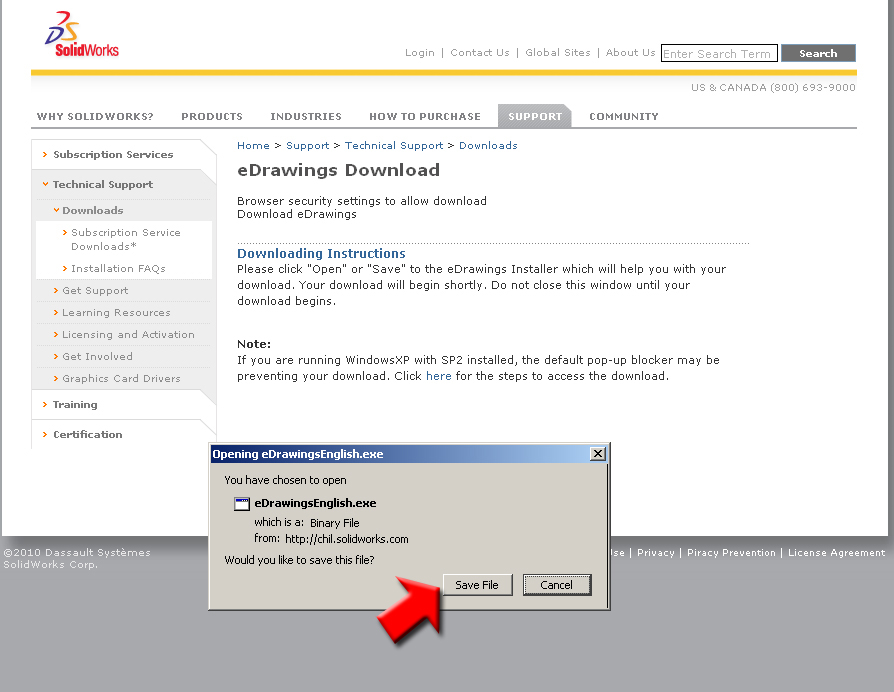 SolidWorks
Login | Contact Us | Global Sites | About Us Enter Search Term Search
US & CANADA (800) 693-9000
WHY SOLIDWORKS? PRODUCTS INDUSTRIES HOW TO PURCHASE SUPPORT COMMUNITY
Subscription Services
Technical Support
Downloads
Subscription Service
Downloads*
Installation FAQs
Get Support
Learning Resources
Licensing and Activation
Get Involved
Graphics Card Drivers
Training
Certification
Home > Support > Technical Support > Downloads
eDrawings Download
Browser security settings to allow download
Download eDrawings
Downloading Instructions
Please click "Open" or "Save" to the eDrawings Installer which will help you with your
download. Your download will begin shortly. Do not close this window until your
download begins.
Note:
If you are running WindowsXP with SP2 installed, the default pop-up blocker may be
preventing your download. Click here for the steps to access the download.
Opening eDrawingsEnglish.exe
You have chosen to open
eDrawingsEnglish.exe
which is a: Binary File
from: http://chil.solidworks.com
Would you like to save this file?
Save File Cancel
©2010 Dassault Systèmes
SolidWorks Corp.
| Privacy | Piracy Prevention | License Agreement